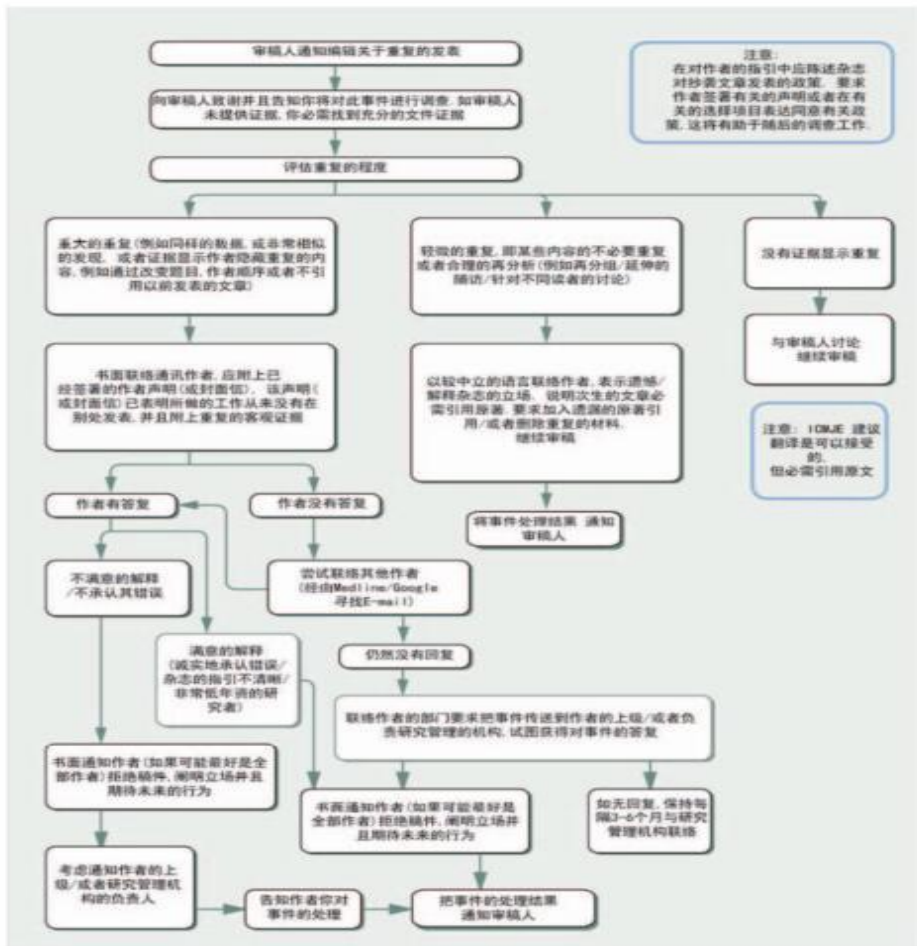 审稿人通知编辑关于重复的发表
注意：
在对作者的指引中应陈述杂志
对抄袭文章发表的政策. 要求
作者签署有关的声明或者在有
关的选择项目表达同意有关政
策, 这将有助于随后的调查工作.
向审稿人致谢并且告知你将对此事件进行调查. 如审稿人
未提供证据, 你必需找到充分的文件证据
评估重复的程度
重大的重复(例如同样的数据, 或非常相似
的发现, 或者证据显示作者隐藏重复的内
容, 例如通过改变题目, 作者顺序或者不引
用以前发表的文章)
轻微的重复, 即某些内容的不必要重复
或者合理的再分析(例如再分组/延伸的
随访/针对不同读者的讨论)
没有证据显示重复
书面联络通讯作者, 应附上已
经签署的作者声明(或封面信), 该声明(
或封面信)已表明所做的工作从未没有在
别处发表, 并且附上重复的客观证据
以较中立的语言联络作者, 表示遗憾/
解释杂志的立场, 说明次生的文章必
需引用原著, 要求加入遗漏的原著引
用/或者删除重复的材料.
继续审稿
与审稿人讨论
继续审稿
注意: ICMJE 建议
翻译是可以接受
的.
但必需引用原文
作者有答复
作者没有答复
将事件处理结果 通知
审稿人
不满意的解释
/不承认其错误
尝试联络其他作者
(经由Medline/Google
寻找E-mail)
满意的解释
(诚实地承认错误/
杂志的指引不清晰/
非常低年资的研
究者)
仍然没有回复
联络作者的部门要求把事件传送到作者的上级/或者负
责研究管理的机构, 试图获得对事件的答复
书面通知作者(如果可能最好是全
部作者)拒绝稿件, 阐明立场并且
期待未来的行为
书面通知作者(如果可能最好是
全部作者)拒绝稿件, 阐明立场并
且期待未来的行为
如无回复, 保持每
隔3-6个月与研究
管理机构联络
考虑通知作者的上
级/或者研究管理机
构的负责人
告知作者你对
事件的处理
把事件的处理结果
通知审稿人